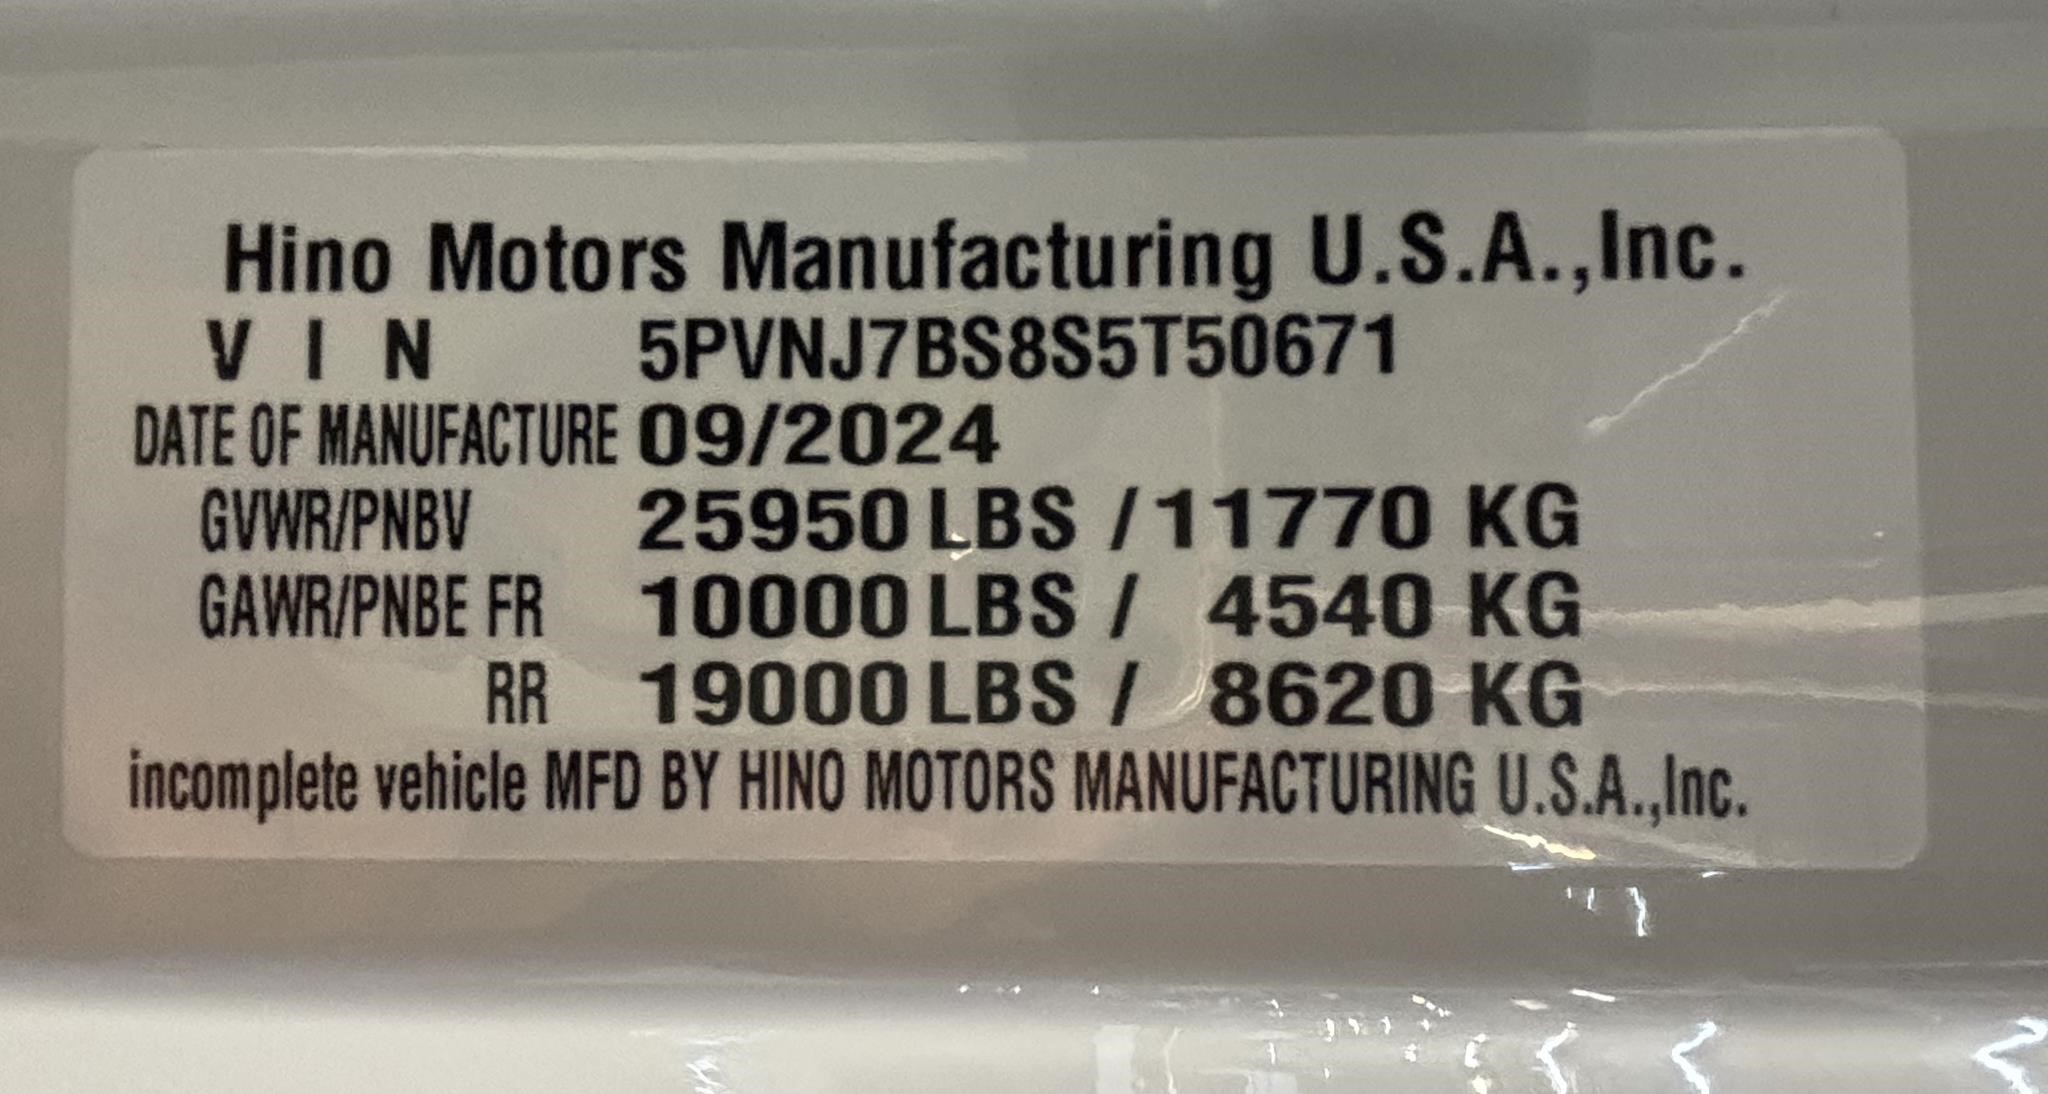 Hino Motors Manufacturing U.S.A.,Inc.
V I N 5PVNJ7BS8S5T50671
DATE OF MANUFACTURE 09/2024
GVWR/PNBV 25950 LBS / 11770 KG
GAWR/PNBE FR 10000 LBS / 4540 KG
RR 19000 LBS / 8620 KG
incomplete vehicle MFD BY HINO MOTORS MANUFACTURING U.S.A.,Inc.